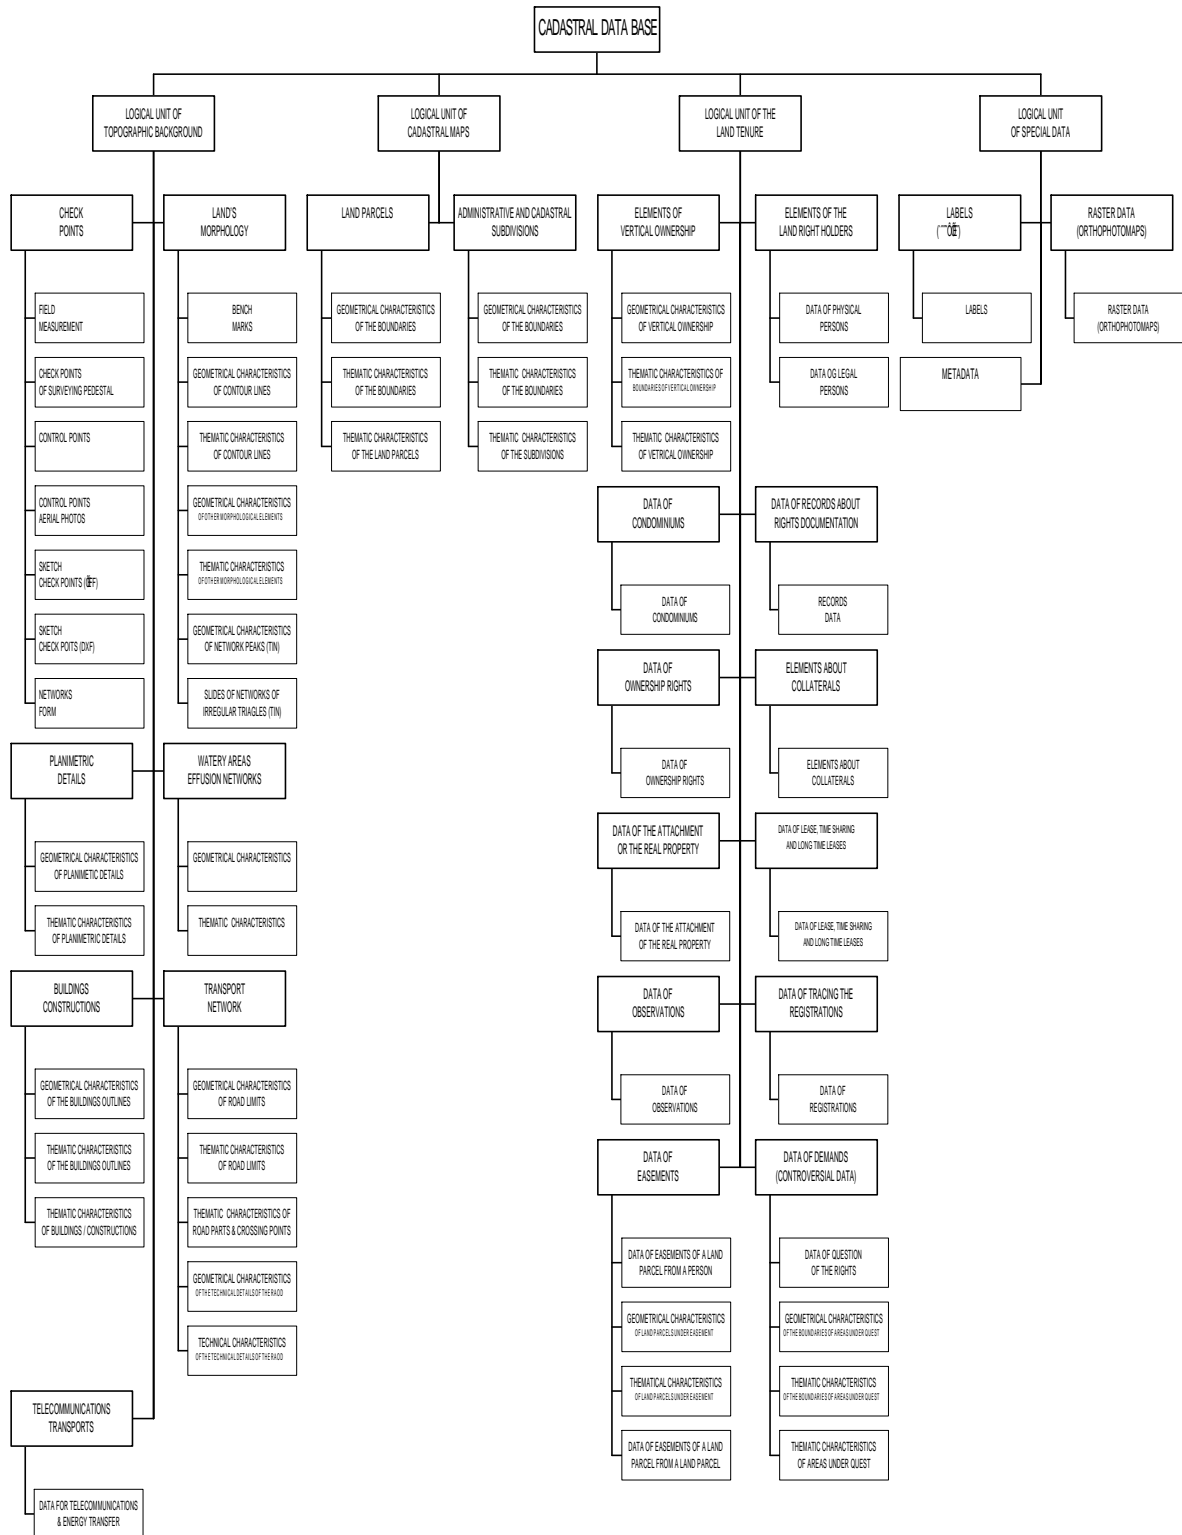 CADASTRAL DATA BASE
LOGICAL UNIT OF
TOPOGRAPHIC BACKGROUND
LOGICAL UNIT OF
CADASTRAL MAPS
LOGICAL UNIT OF THE
LAND TENURE
LOGICAL UNIT
OF SPECIAL DATA
CHECK
POINTS
LAND'S
MORPHOLOGY
LAND PARCELS
ADMINISTRATIVE AND CADASTRAL
SUBDIVISIONS
ELEMENTS OF
VERTICAL OWNERSHIP
ELEMENTS OF THE
LAND RIGHT HOLDERS
LABELS
RASTER DATA
(ORTHOPHOTOMAPS)
FIELD
MEASUREMENT
BENCH
MARKS
GEOMETRICAL CHARACTERISTICS
OF THE BOUNDARIES
GEOMETRICAL CHARACTERISTICS
OF THE BOUNDARIES
GEOMETRICAL CHARACTERISTICS
OF VERTICAL OWNERSHIP
DATA OF PHYSICAL
PERSONS
LABELS
RASTER DATA
(ORTHOPHOTOMAPS)
CHECK POINTS
OF SURVEYING PEDESTAL
GEOMETRICAL CHARACTERISTICS
OF CONTOUR LINES
THEMATIC CHARACTERISTICS
OF THE BOUNDARIES
THEMATIC CHARACTERISTICS
OF THE BOUNDARIES
THEMATIC CHARACTERISTICS OF
BOUNDARIES OF VERTICAL OWNERSHIP
DATA OG LEGAL
PERSONS
METADATA
CONTROL POINTS
THEMATIC CHARACTERISTICS
OF CONTOUR LINES
THEMATIC CHARACTERISTICS
OF THE LAND PARCELS
THEMATIC CHARACTERISTICS
OF THE SUBDIVISIONS
THEMATIC CHARACTERISTICS
OF VETRICAL OWNERSHIP
CONTROL POINTS
AERIAL PHOTOS
GEOMETRICAL CHARACTERISTICS
OF OTHER MORPHOLOGICAL ELEMENTS
DATA OF
CONDOMINIUMS
DATA OF RECORDS ABOUT
RIGHTS DOCUMENTATION
SKETCH
CHECK POINTS
THEMATIC CHARACTERISTICS
OF OTHER MORPHOLOGICAL ELEMENTS
DATA OF
CONDOMINIUMS
RECORDS
DATA
SKETCH
CHECK POITS (DXF)
GEOMETRICAL CHARACTERISTICS
OF NETWORK PEAKS (TIN)
DATA OF
OWNERSHIP RIGHTS
ELEMENTS ABOUT
COLLATERALS
NETWORKS
FORM
SLIDES OF NETWORKS OF
IRREGULAR TRIAGLES (TIN)
DATA OF
OWNERSHIP RIGHTS
ELEMENTS ABOUT
COLLATERALS
PLANIMETRIC
DETAILS
WATERY AREAS
EFFUSION NETWORKS
DATA OF THE ATTACHMENT
OR THE REAL PROPERTY
DATA OF LEASE, TIME SHARING
AND LONG TIME LEASES
GEOMETRICAL CHARACTERISTICS
OF PLANIMETIC DETAILS
GEOMETRICAL CHARACTERISTICS
THEMATIC CHARACTERISTICS
OF PLANIMETRIC DETAILS
THEMATIC CHARACTERISTICS
DATA OF THE ATTACHMENT
OF THE REAL PROPERTY
DATA OF LEASE, TIME SHARING
AND LONG TIME LEASES
BUILDINGS
CONSTRUCTIONS
TRANSPORT
NETWORK
DATA OF
OBSERVATIONS
DATA OF TRACING THE
REGISTRATIONS
GEOMETRICAL CHARACTERISTICS
OF THE BUILDINGS OUTLINES
GEOMETRICAL CHARACTERISTICS
OF ROAD LIMITS
DATA OF
OBSERVATIONS
DATA OF
REGISTRATIONS
THEMATIC CHARACTERISTICS
OF THE BUILDINGS OUTLINES
THEMATIC CHARACTERISTICS
OF ROAD LIMITS
DATA OF
EASEMENTS
DATA OF DEMANDS
(CONTROVERSIAL DATA)
THEMATIC CHARACTERISTICS
OF BUILDINGS / CONSTRUCTIONS
THEMATIC CHARACTERISTICS OF
ROAD PARTS & CROSSING POINTS
DATA OF EASEMENTS OF A LAND
PARCEL FROM A PERSON
DATA OF QUESTION
OF THE RIGHTS
GEOMETRICAL CHARACTERISTICS
OF THE TECHNICAL DETAILS OF THE RAOD
GEOMETRICAL CHARACTERISTICS
OF LAND PARCELS UNDER EASEMENT
GEOMETRICAL CHARACTERISTICS
OF THE BOUNDARIES OF AREAS UNDER QUEST
TECHNICAL CHARACTERISTICS
OF THE TECHNICAL DETAILS OF THE RAOD
THEMATICAL CHARACTERISTICS
OF LAND PARCELS UNDER EASEMENT
THEMATIC CHARACTERISTICS
OF THE BOUNDARIES OF AREAS UNDER QUEST
TELECOMMUNICATIONS
TRANSPORTS
DATA OF EASEMENTS OF A LAND
PARCEL FROM A LAND PARCEL
THEMATIC CHARACTERISTICS
OF AREAS UNDER QUEST
DATA FOR TELECOMMUNICATIONS
& ENERGY TRANSFER